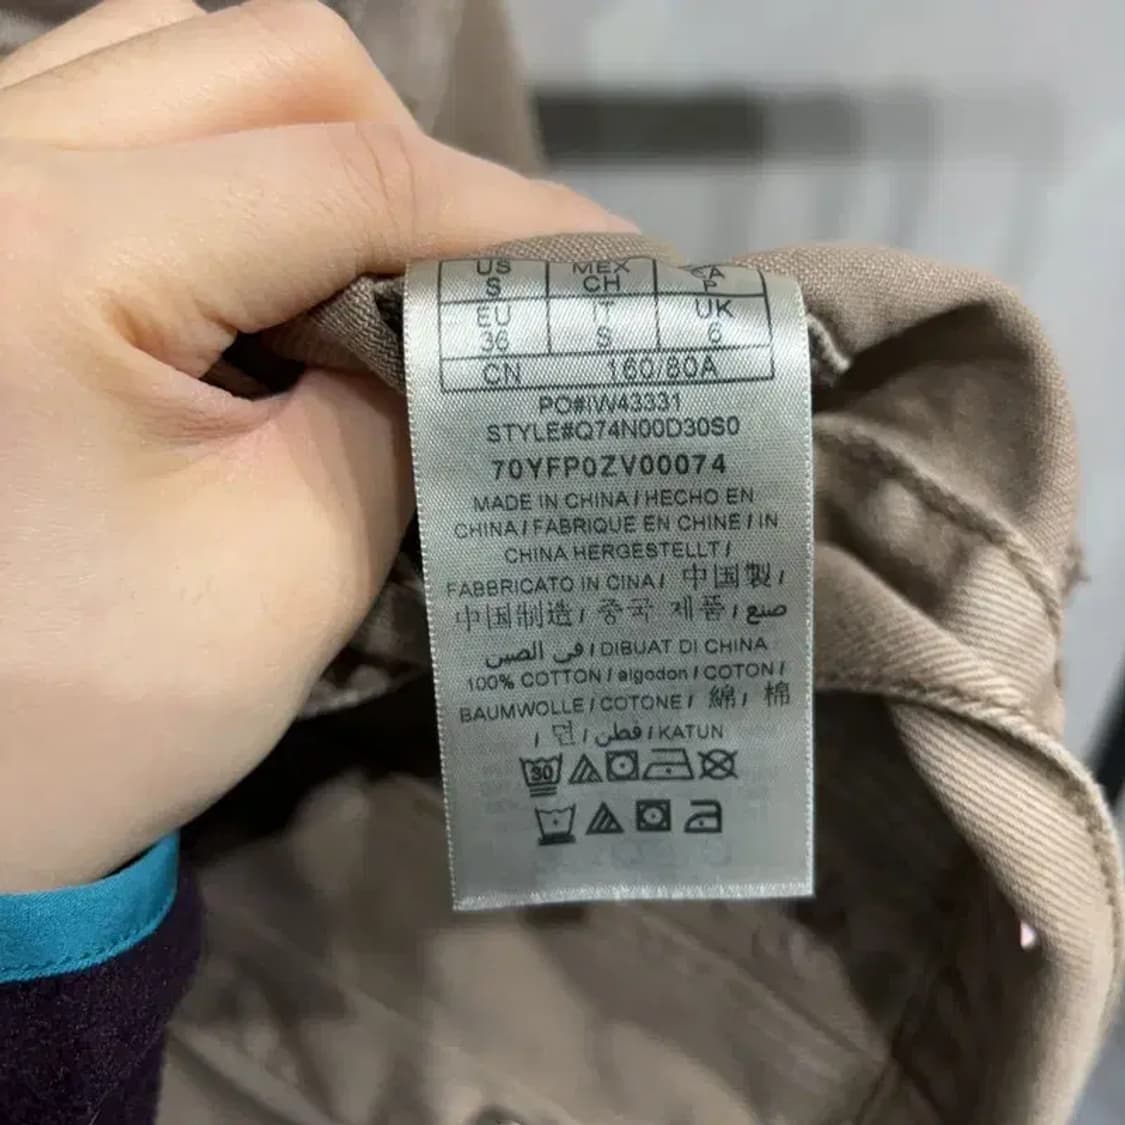 US MEX CA
S CH P
EU IT UK
36 S 6
CN 160/80A
PO#IW43331
STYLE#Q74N00D30S0
70YFP0ZV00074
MADE IN CHINA / HECHO EN
CHINA / FABRIQUE EN CHINE / IN
CHINA HERGESTELLT /
FABBRICATO IN CINA / 中国製 /
中国制造 / 중국 제품 / صنع
في الصين / DIBUAT DI CHINA
100% COTTON / algodon / COTON /
BAUMWOLLE / COTONE / 綿 / 棉
/ 면 / قطن / KATUN
30